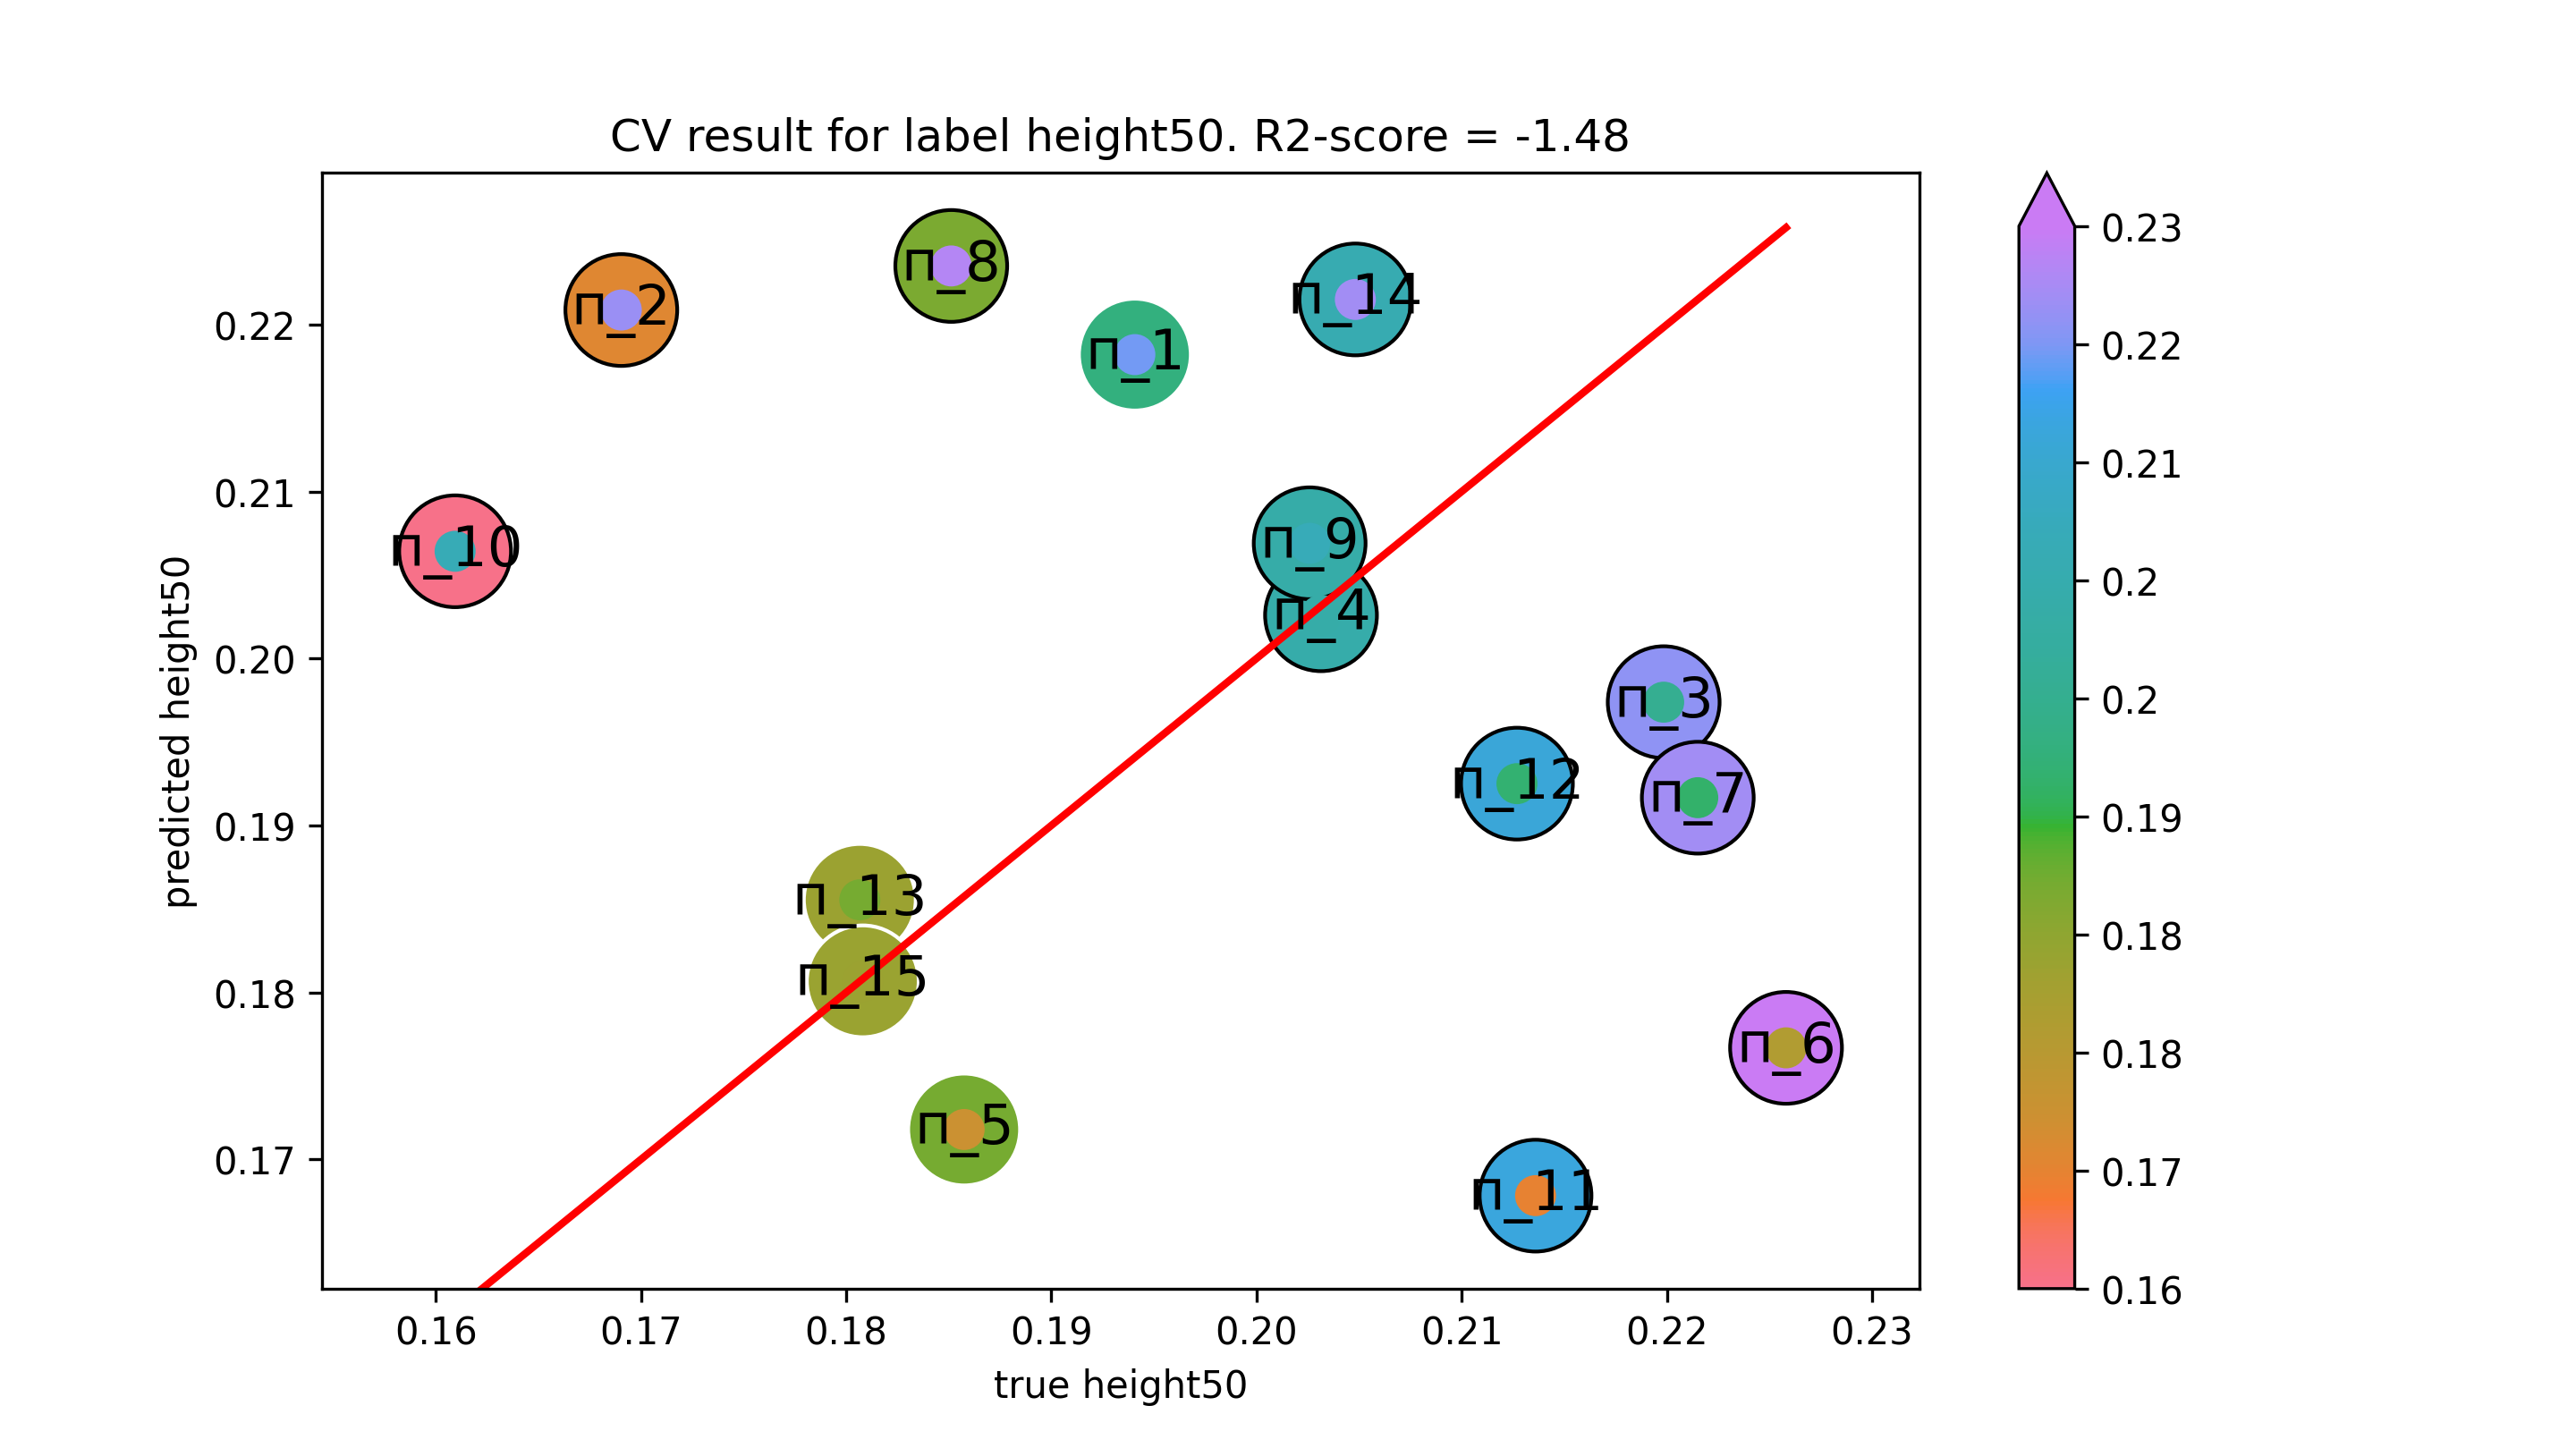 CV result for label height50. R2-score = -1.48
predicted height50
0.22
0.21
0.20
0.19
0.18
0.17
п_2
п_8
п_14
п_1
п_10
п_9
п_4
п_3
п_12
п_7
п_13
п_15
п_6
п_5
п_11
0.16 0.17 0.18 0.19 0.20 0.21 0.22 0.23
true height50
0.23
0.22
0.21
0.2
0.2
0.19
0.18
0.18
0.17
0.16